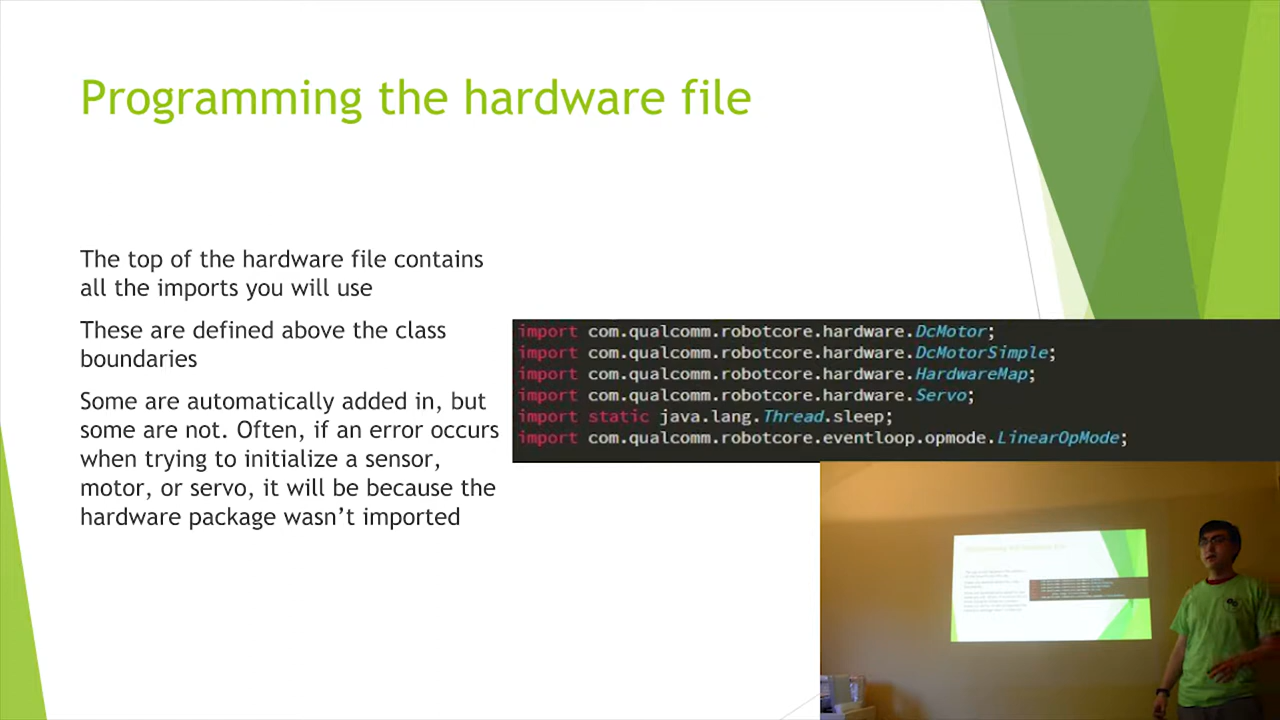 Programming the hardware file
The top of the hardware file contains
all the imports you will use
These are defined above the class
boundaries
Some are automatically added in, but
some are not. Often, if an error occurs
when trying to initialize a sensor,
motor, or servo, it will be because the
hardware package wasn't imported
import com.qualcomm.robotcore.hardware.DcMotor;
import com.qualcomm.robotcore.hardware.DcMotorSimple;
import com.qualcomm.robotcore.hardware.HardwareMap;
import com.qualcomm.robotcore.hardware.Servo;
import static java.lang.Thread.sleep;
import com.qualcomm.robotcore.eventloop.opmode.LinearOpMode;